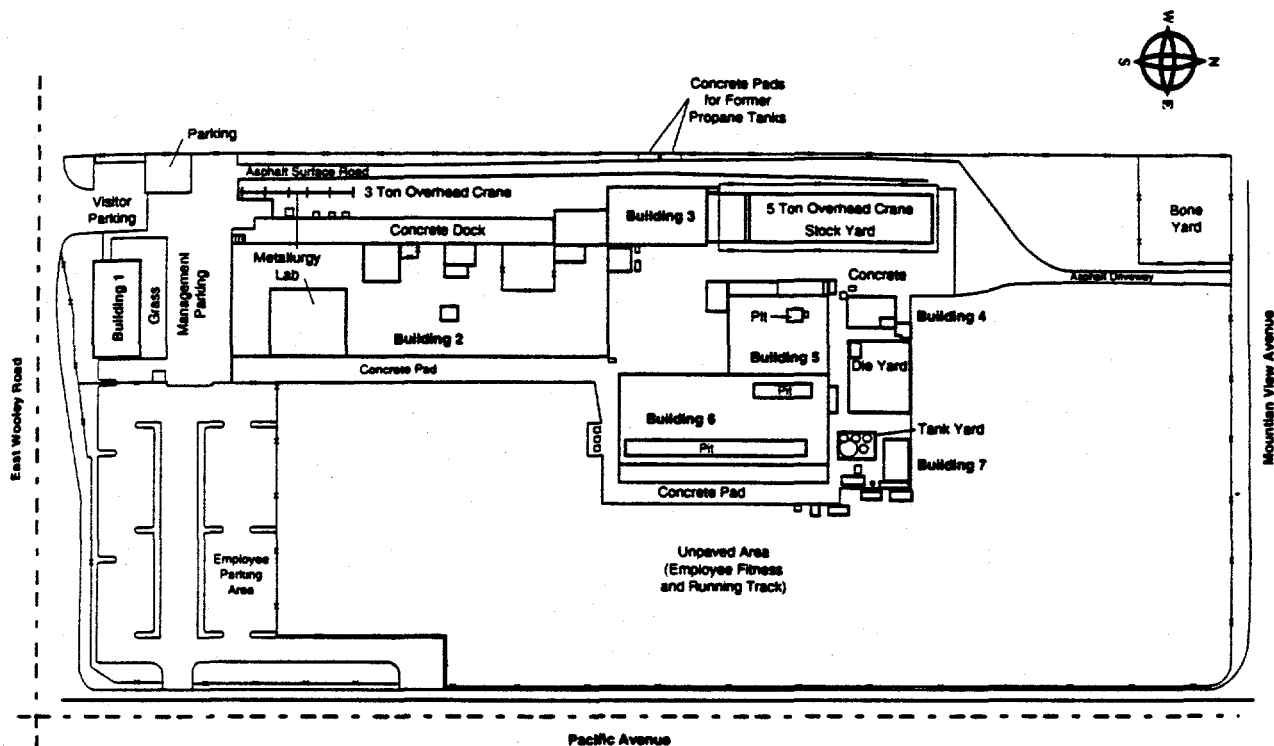 W
S
N
E
Concrete Pads
for Former
Propane Tanks
Parking
Asphalt Surface Road
3 Ton Overhead Crane
Visitor
Parking
Building 3
5 Ton Overhead Crane
Stock Yard
Bone
Yard
Concrete Dock
Metallurgy
Lab
Concrete
Asphalt Driveway
Building 1
Grass
Management
Parking
Building 2
Pit
Building 4
Building 5
Die Yard
Concrete Pad
Pit
Building 6
Pit
Tank Yard
Building 7
Concrete Pad
East Wooley Road
Mountian View Avenue
Employee
Parking
Area
Unpaved Area
(Employee Fitness
and Running Track)
Pacific Avenue